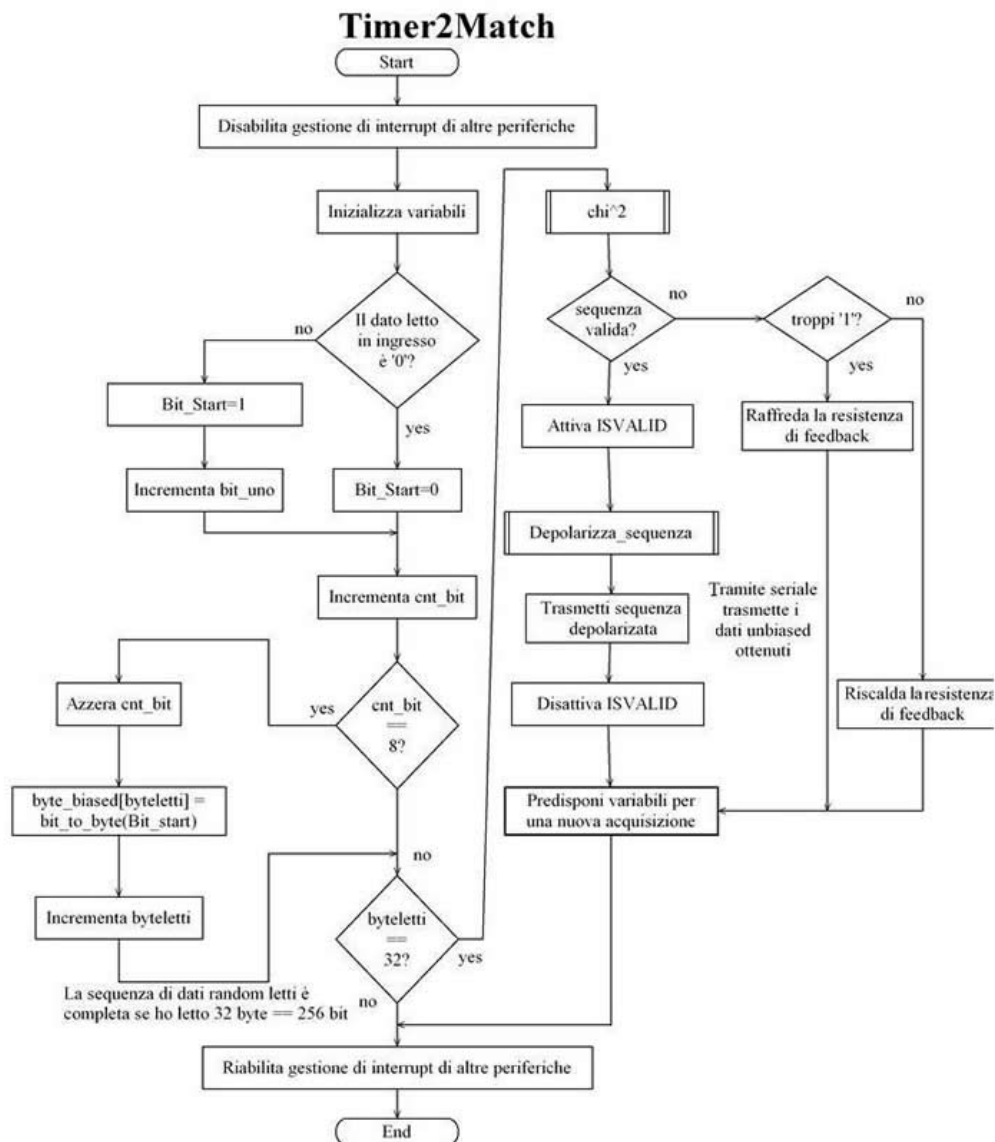 Timer2Match
Start
Disabilita gestione di interrupt di altre periferiche
Inizializza variabili
Il dato letto
in ingresso
è '0'?
no
yes
Bit_Start=1
Incrementa bit_uno
Bit_Start=0
Incrementa cnt_bit
cnt_bit
==
8?
yes
no
Azzera cnt_bit
byte_biased[byteletti] =
bit_to_byte(Bit_start)
Incrementa byteletti
byteletti
==
32?
yes
no
La sequenza di dati random letti è
completa se ho letto 32 byte == 256 bit
chi^2
sequenza
valida?
no
yes
troppi '1'?
no
yes
Attiva ISVALID
Raffreda la resistenza
di feedback
Depolarizza_sequenza
Trasmetti sequenza
depolarizata
Tramite seriale
trasmette i
dati unbiased
ottenuti
Disattiva ISVALID
Riscalda la resistenza
di feedback
Predisponi variabili per
una nuova acquisizione
Riabilita gestione di interrupt di altre periferiche
End